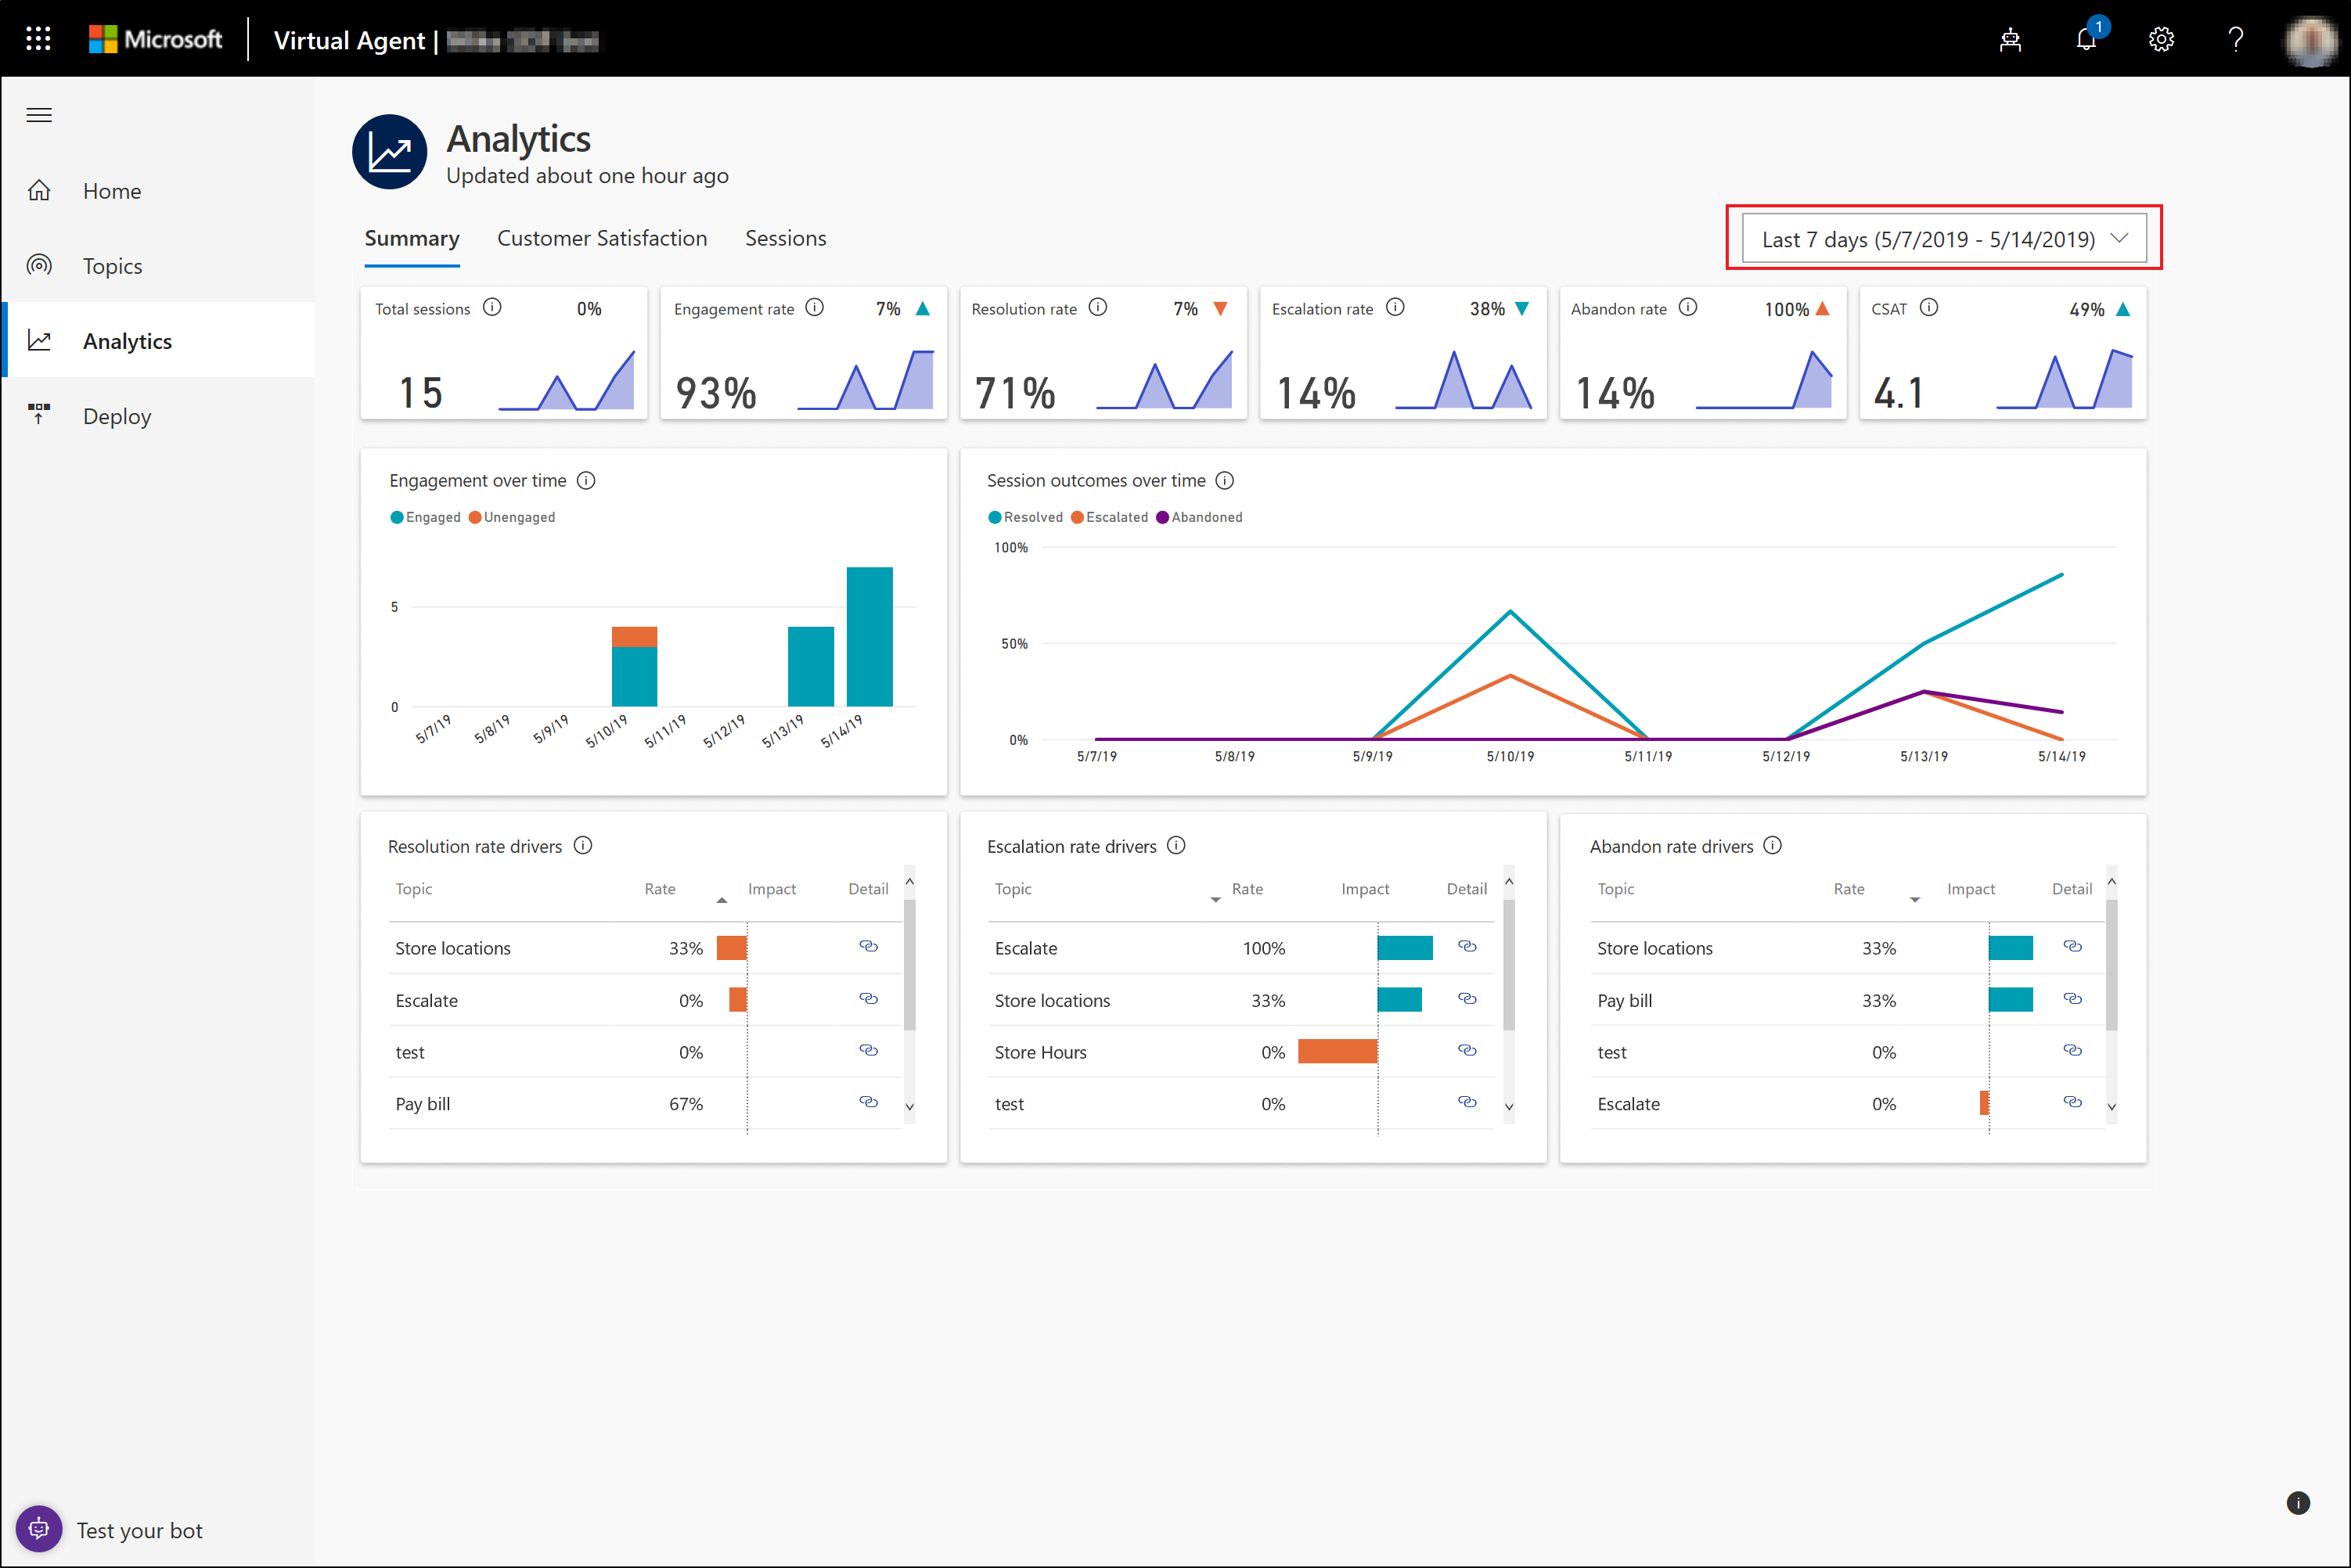 Microsoft Virtual Agent |
1
Home
Topics
Analytics
Deploy
Test your bot
Analytics
Updated about one hour ago
Summary Customer Satisfaction Sessions
Last 7 days (5/7/2019 - 5/14/2019)
Total sessions 0%
15
Engagement rate 7%
93%
Resolution rate 7%
71%
Escalation rate 38%
14%
Abandon rate 100%
14%
CSAT 49%
4.1
Engagement over time
Engaged Unengaged
5
0
5/7/19 5/8/19 5/9/19 5/10/19 5/11/19 5/12/19 5/13/19 5/14/19
Session outcomes over time
Resolved Escalated Abandoned
100%
50%
0%
5/7/19 5/8/19 5/9/19 5/10/19 5/11/19 5/12/19 5/13/19 5/14/19
Resolution rate drivers
Topic Rate Impact Detail
Store locations 33%
Escalate 0%
test 0%
Pay bill 67%
Escalation rate drivers
Topic Rate Impact Detail
Escalate 100%
Store locations 33%
Store Hours 0%
test 0%
Abandon rate drivers
Topic Rate Impact Detail
Store locations 33%
Pay bill 33%
test 0%
Escalate 0%